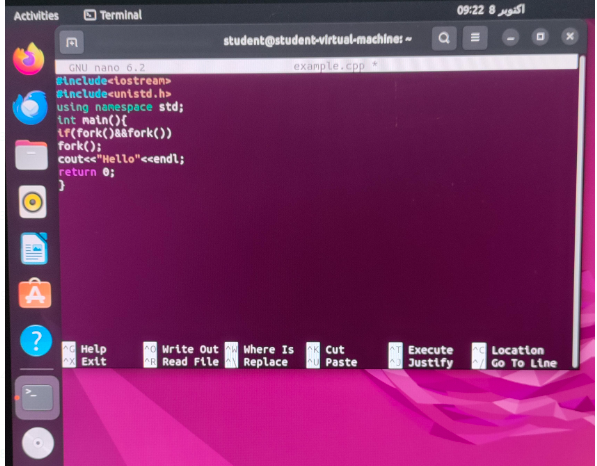 Activities
Terminal
اكتوبر 8 09:22
student@student-virtual-machine: ~
GNU nano 6.2 example.cpp *
#include<iostream>
#include<unistd.h>
using namespace std;
int main(){
if(fork()&&fork())
fork();
cout<<"Hello"<<endl;
return 0;
}
^G Help ^O Write Out ^W Where Is ^K Cut ^T Execute ^C Location
^X Exit ^R Read File ^\ Replace ^U Paste ^J Justify ^/ Go To Line